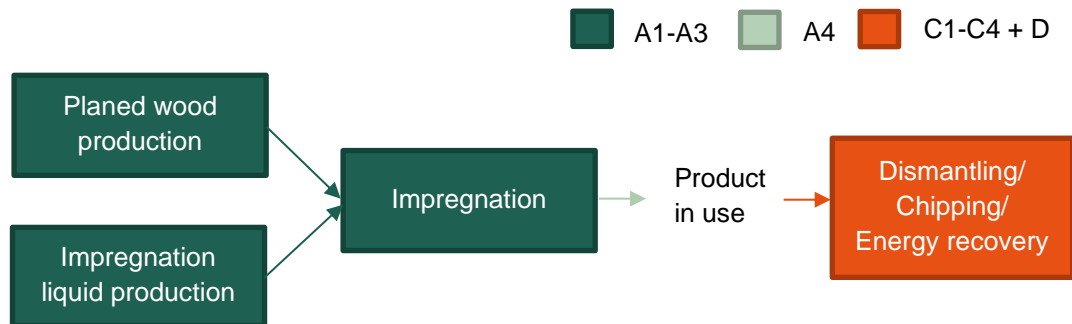 A1-A3 A4 C1-C4 + D
Planed wood
production
Impregnation
liquid production
Impregnation
Product
in use
Dismantling/
Chipping/
Energy recovery